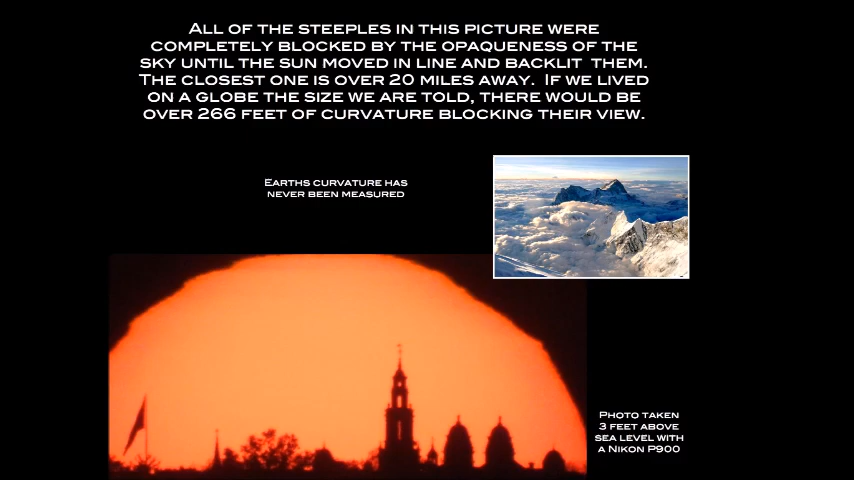 ALL OF THE STEEPLES IN THIS PICTURE WERE
COMPLETELY BLOCKED BY THE OPAQUENESS OF THE
SKY UNTIL THE SUN MOVED IN LINE AND BACKLIT THEM.
THE CLOSEST ONE IS OVER 20 MILES AWAY. IF WE LIVED
ON A GLOBE THE SIZE WE ARE TOLD, THERE WOULD BE
OVER 266 FEET OF CURVATURE BLOCKING THEIR VIEW.
EARTHS CURVATURE HAS
NEVER BEEN MEASURED
PHOTO TAKEN
3 FEET ABOVE
SEA LEVEL WITH
A NIKON P900